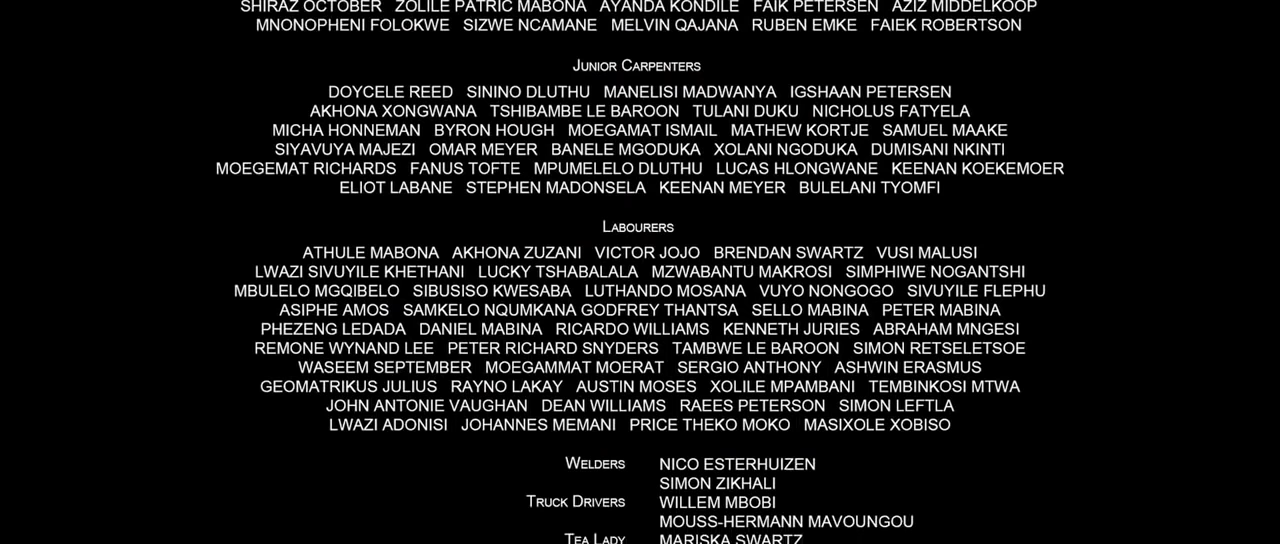 SHIRAZ OCTOBER ZOLILE PATRIC MABONA AYANDA KONDILE FAIK PETERSEN AZIZ MIDDELKOOP
MNONOPHENI FOLOKWE SIZWE NCAMANE MELVIN QAJANA RUBEN EMKE FAIEK ROBERTSON
JUNIOR CARPENTERS
DOYCELE REED SININO DLUTHU MANELISI MADWANYA IGSHAAN PETERSEN
AKHONA XONGWANA TSHIBAMBE LE BAROON TULANI DUKU NICHOLUS FATYELA
MICHA HONNEMAN BYRON HOUGH MOEGAMAT ISMAIL MATHEW KORTJE SAMUEL MAAKE
SIYAVUYA MAJEZI OMAR MEYER BANELE MGODUKA XOLANI NGODUKA DUMISANI NKINTI
MOEGEMAT RICHARDS FANUS TOFTE MPUMELELO DLUTHU LUCAS HLONGWANE KEENAN KOEKEMOER
ELIOT LABANE STEPHEN MADONSELA KEENAN MEYER BULELANI TYOMFI
LABOURERS
ATHULE MABONA AKHONA ZUZANI VICTOR JOJO BRENDAN SWARTZ VUSI MALUSI
LWAZI SIVUYILE KHETHANI LUCKY TSHABALALA MZWABANTU MAKROSI SIMPHIWE NOGANTSHI
MBULELO MGQIBELO SIBUSISO KWESABA LUTHANDO MOSANA VUYO NONGOGO SIVUYILE FLEPHU
ASIPHE AMOS SAMKELO NQUMKANA GODFREY THANTSA SELLO MABINA PETER MABINA
PHEZENG LEDADA DANIEL MABINA RICARDO WILLIAMS KENNETH JURIES ABRAHAM MNGESI
REMONE WYNAND LEE PETER RICHARD SNYDERS TAMBWE LE BAROON SIMON RETSELETSOE
WASEEM SEPTEMBER MOEGAMMAT MOERAT SERGIO ANTHONY ASHWIN ERASMUS
GEOMATRIKUS JULIUS RAYNO LAKAY AUSTIN MOSES XOLILE MPAMBANI TEMBINKOSI MTWA
JOHN ANTONIE VAUGHAN DEAN WILLIAMS RAEES PETERSON SIMON LEFTLA
LWAZI ADONISI JOHANNES MEMANI PRICE THEKO MOKO MASIXOLE XOBISO
WELDERS NICO ESTERHUIZEN
SIMON ZIKHALI
TRUCK DRIVERS WILLEM MBOBI
MOUSS-HERMANN MAVOUNGOU
TEA LADY MARISKA SWARTZ